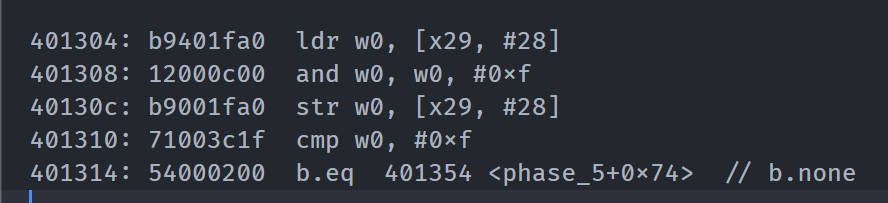 401304: b9401fa0  ldr w0, [x29, #28]
401308: 12000c00  and w0, w0, #0×f
40130c: b9001fa0  str w0, [x29, #28]
401310: 71003c1f  cmp w0, #0×f
401314: 54000200  b.eq  401354 <phase_5+0×74>  // b.none